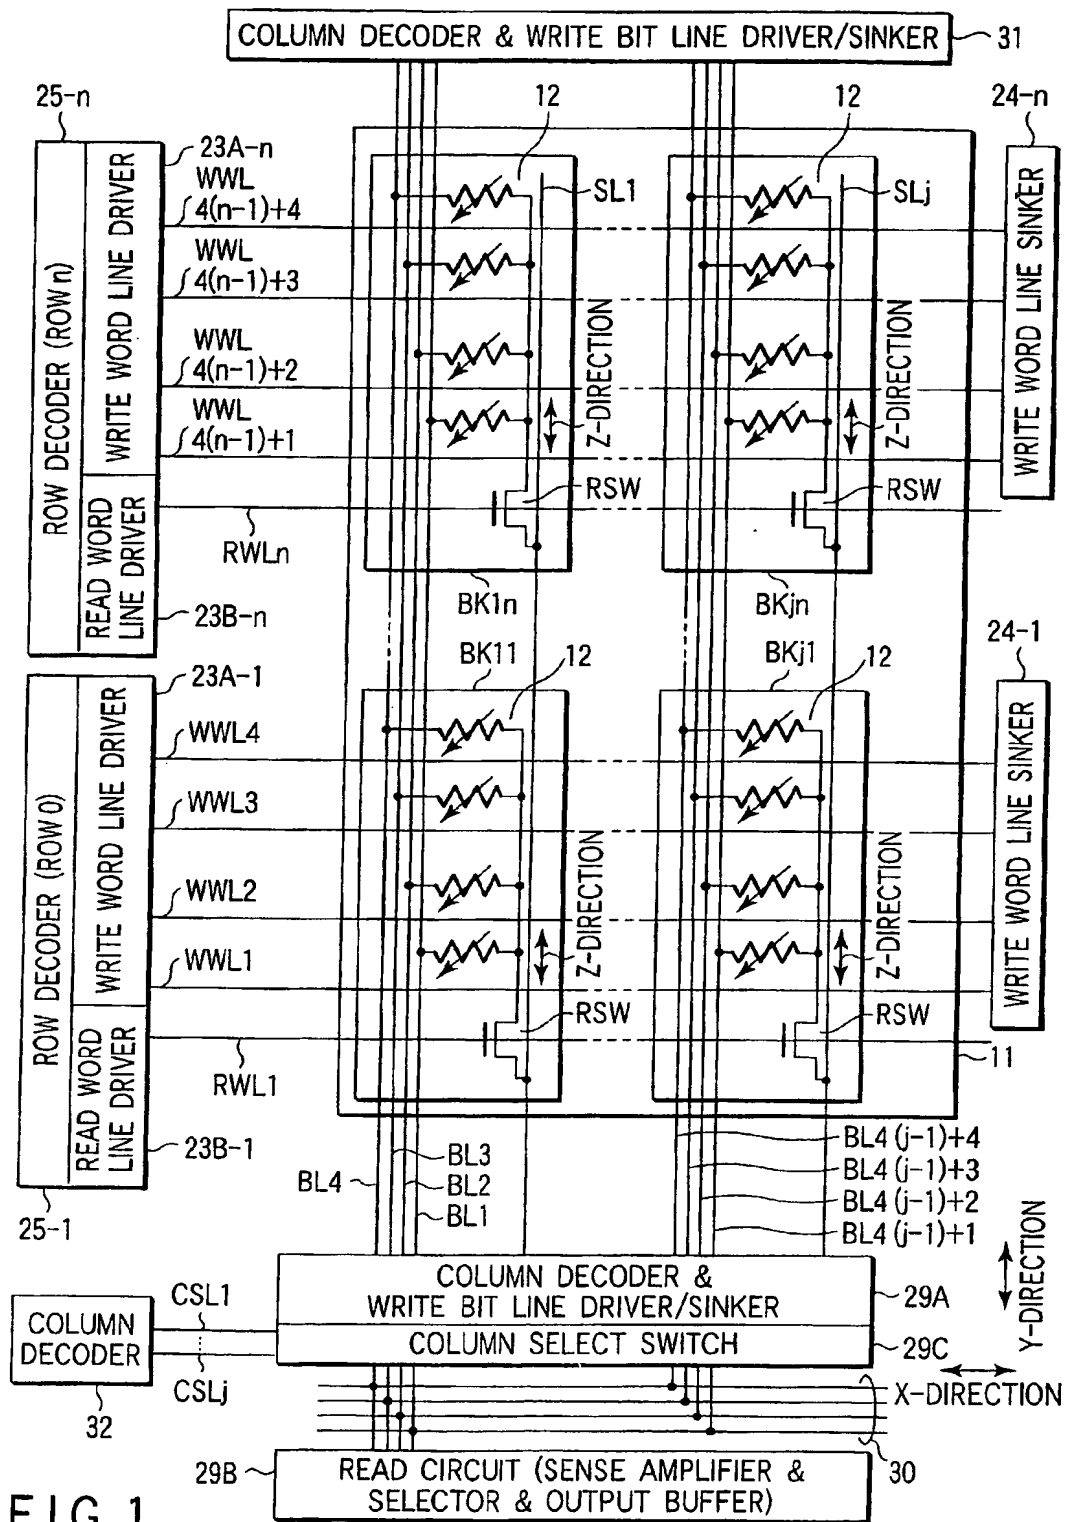 COLUMN DECODER & WRITE BIT LINE DRIVER/SINKER
31
25-n
12
12
24-n
23A-n
ROW DECODER (ROW n)
WRITE WORD LINE DRIVER
READ WORD
LINE DRIVER
WWL
4(n-1)+4
WWL
4(n-1)+3
WWL
4(n-1)+2
WWL
4(n-1)+1
SL1
SLj
Z-DIRECTION
Z-DIRECTION
WRITE WORD LINE SINKER
RSW
RSW
RWLn
23B-n
BK1n
BKjn
BK11
12
BKj1
12
24-1
23A-1
ROW DECODER (ROW 0)
WRITE WORD LINE DRIVER
READ WORD
LINE DRIVER
WWL4
WWL3
WWL2
WWL1
Z-DIRECTION
Z-DIRECTION
WRITE WORD LINE SINKER
RSW
RSW
11
RWL1
23B-1
25-1
BL4
BL3
BL2
BL1
BL4(j-1)+4
BL4(j-1)+3
BL4(j-1)+2
BL4(j-1)+1
COLUMN DECODER &
WRITE BIT LINE DRIVER/SINKER
29A
COLUMN SELECT SWITCH
29C
Y-DIRECTION
X-DIRECTION
CSL1
COLUMN
DECODER
CSLj
32
30
29B
READ CIRCUIT (SENSE AMPLIFIER &
SELECTOR & OUTPUT BUFFER)
FIG. 1